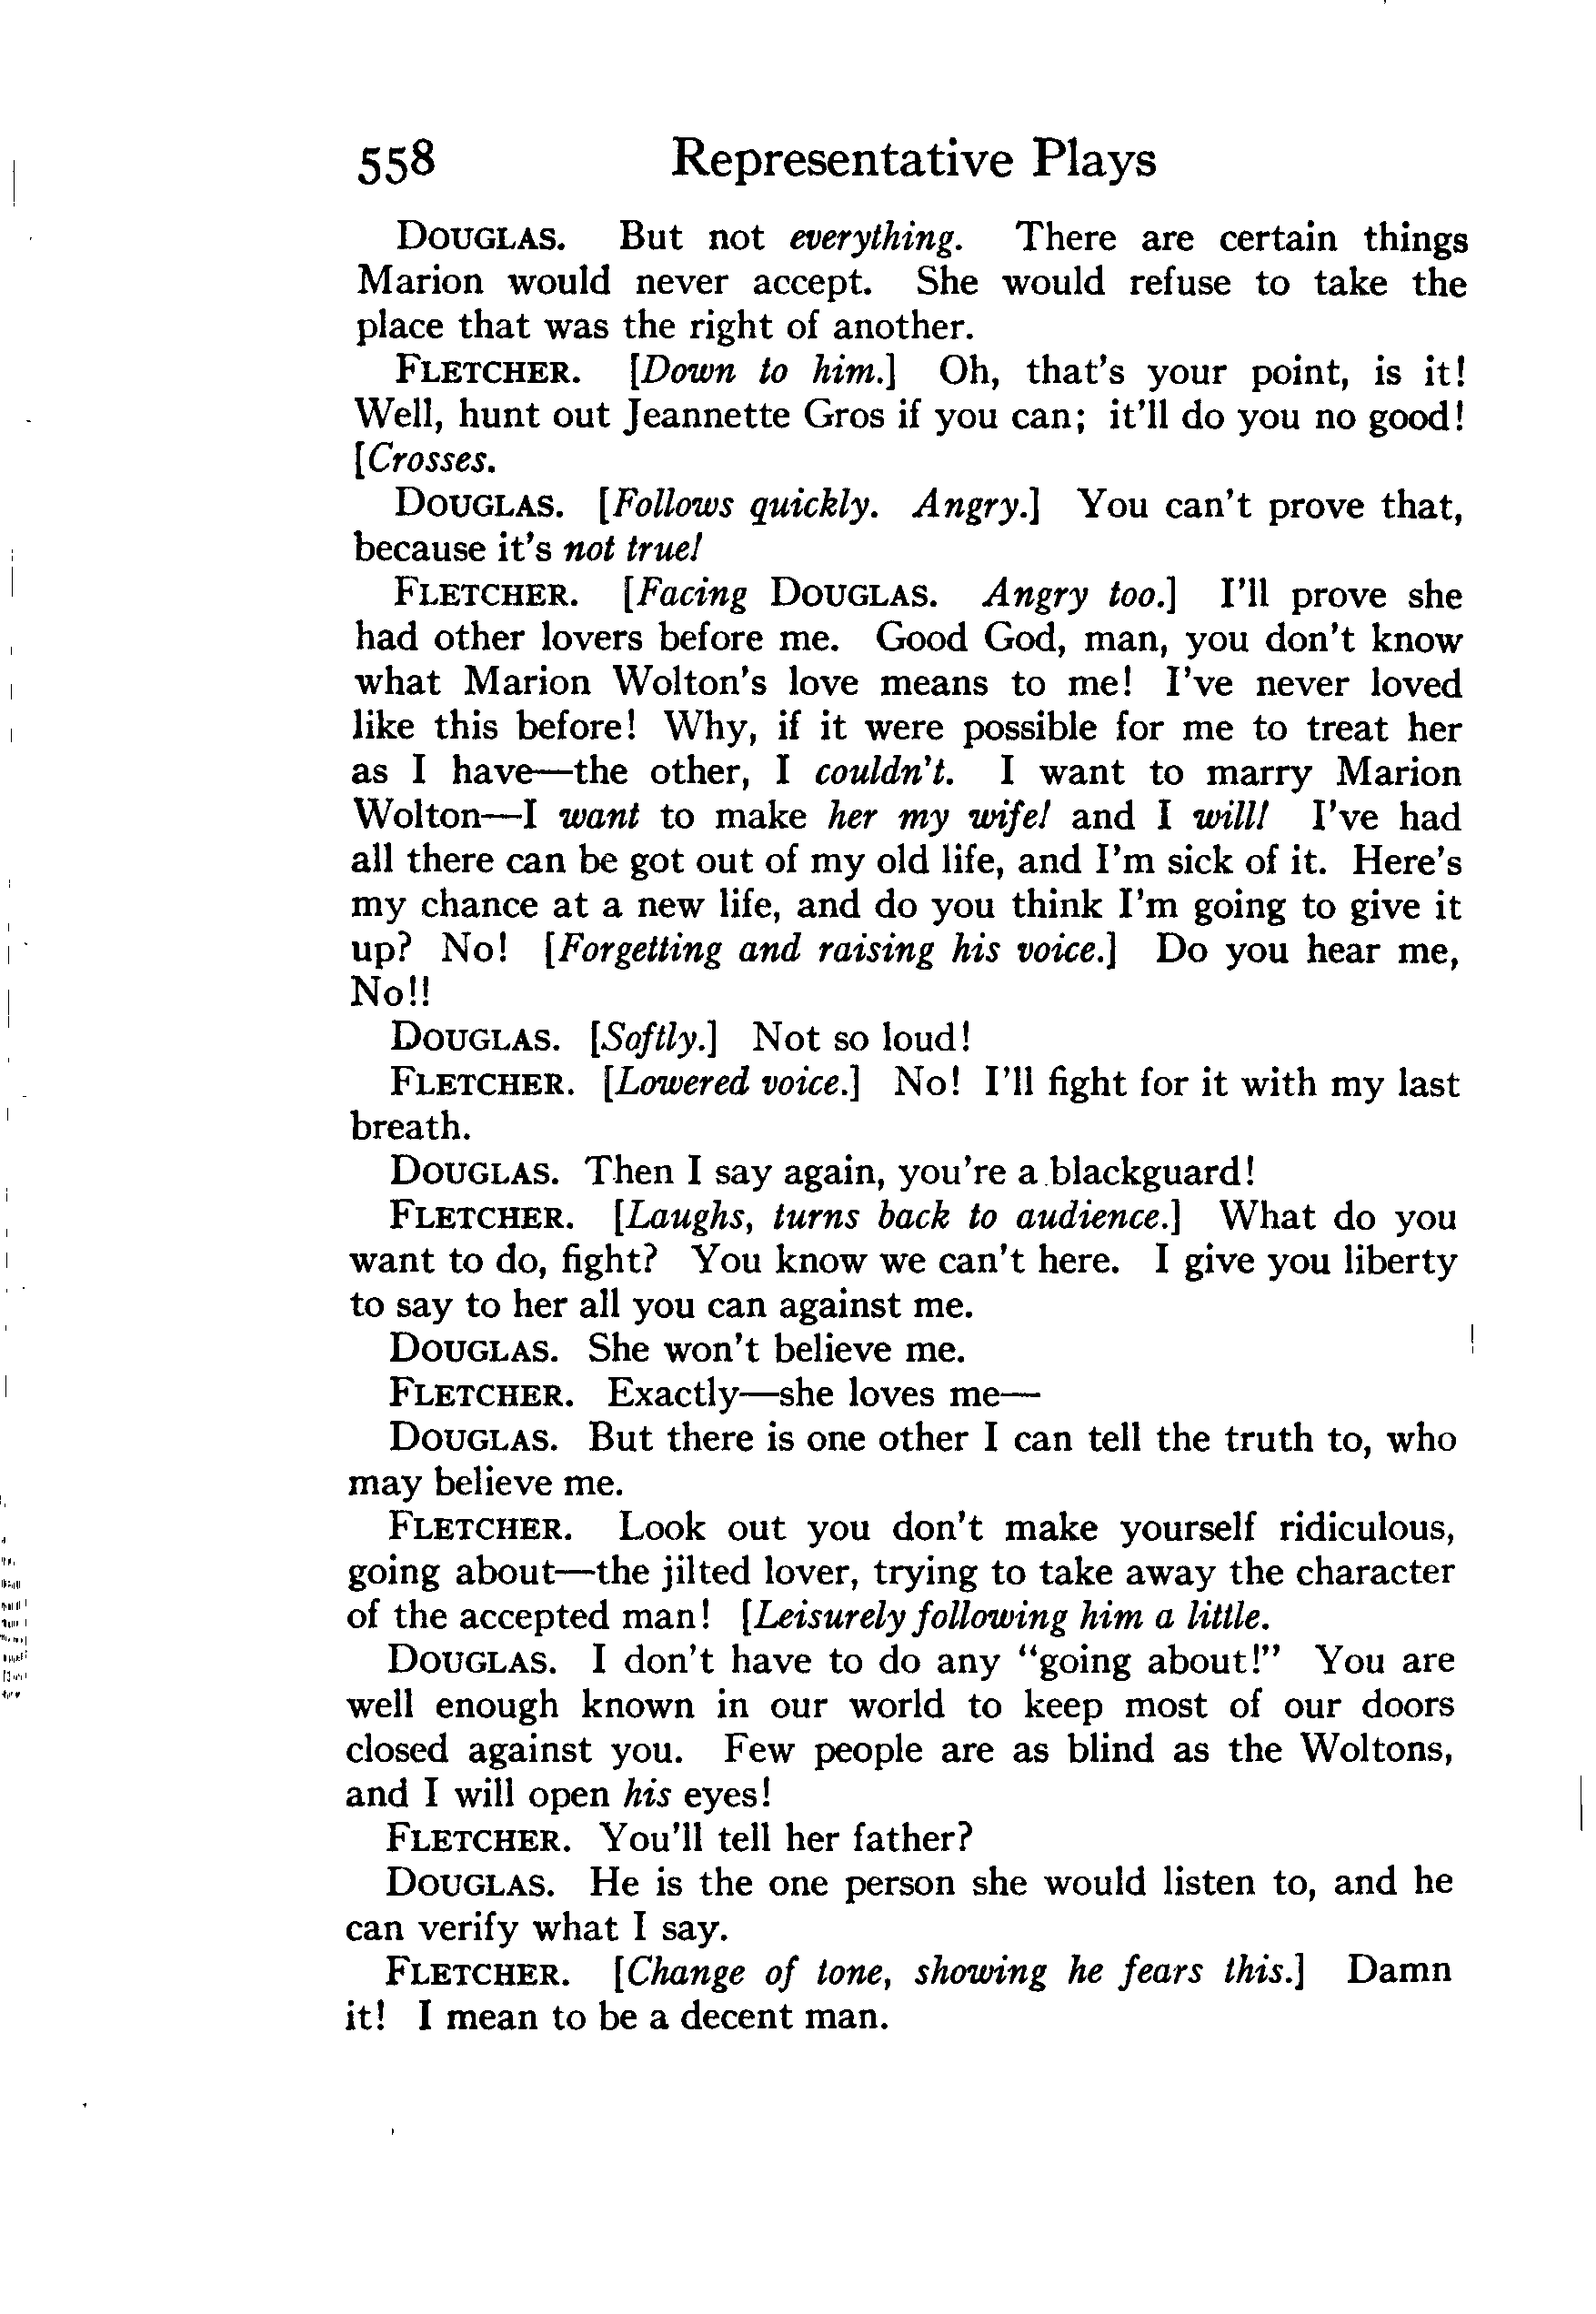 558 Representative Plays
DOUGLAS. But not everything. There are certain things
Marion would never accept. She would refuse to take the
place that was the right of another.
FLETCHER. [Down to him.] Oh, that's your point, is it!
Well, hunt out Jeannette Gros if you can; it'll do you no good!
[Crosses.
DOUGLAS. [Follows quickly. Angry.] You can't prove that,
because it's not true!
FLETCHER. [Facing DOUGLAS. Angry too.] I'll prove she
had other lovers before me. Good God, man, you don't know
what Marion Wolton's love means to me! I've never loved
like this before! Why, if it were possible for me to treat her
as I have—the other, I couldn't. I want to marry Marion
Wolton—I want to make her my wife! and I will! I've had
all there can be got out of my old life, and I'm sick of it. Here's
my chance at a new life, and do you think I'm going to give it
up? No! [Forgetting and raising his voice.] Do you hear me,
No!!
DOUGLAS. [Softly.] Not so loud!
FLETCHER. [Lowered voice.] No! I'll fight for it with my last
breath.
DOUGLAS. Then I say again, you're a blackguard!
FLETCHER. [Laughs, turns back to audience.] What do you
want to do, fight? You know we can't here. I give you liberty
to say to her all you can against me.
DOUGLAS. She won't believe me.
FLETCHER. Exactly—she loves me—
DOUGLAS. But there is one other I can tell the truth to, who
may believe me.
FLETCHER. Look out you don't make yourself ridiculous,
going about—the jilted lover, trying to take away the character
of the accepted man! [Leisurely following him a little.
DOUGLAS. I don't have to do any "going about!" You are
well enough known in our world to keep most of our doors
closed against you. Few people are as blind as the Woltons,
and I will open his eyes!
FLETCHER. You'll tell her father?
DOUGLAS. He is the one person she would listen to, and he
can verify what I say.
FLETCHER. [Change of tone, showing he fears this.] Damn
it! I mean to be a decent man.